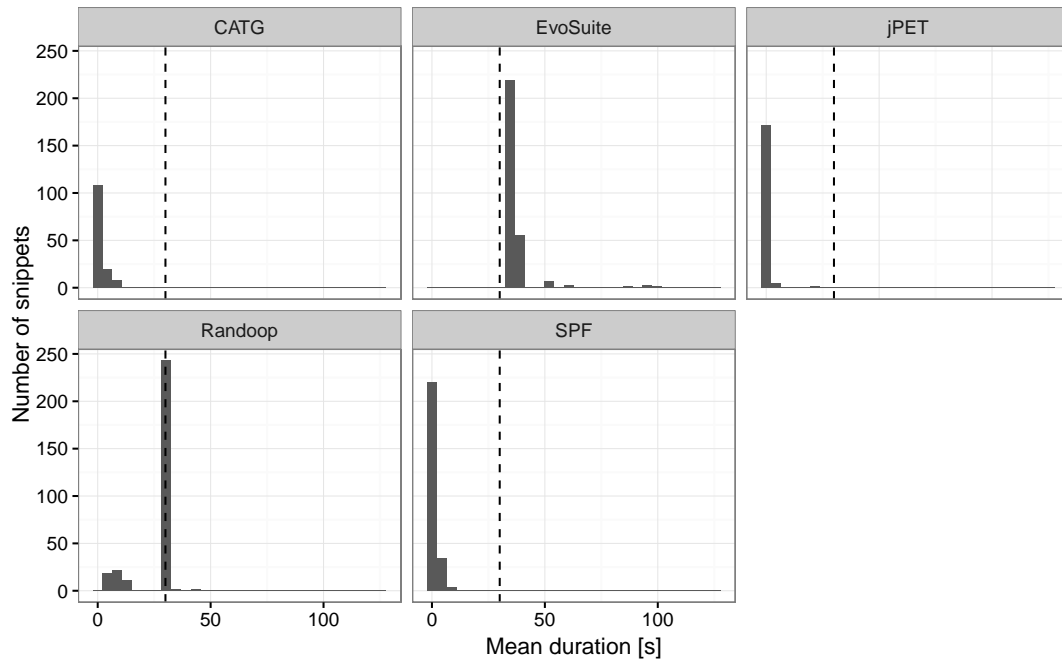 CATG EvoSuite jPET
250
200
150
100
50
0
Randoop SPF
250
200
150
100
50
0
0 50 100 0 50 100
Mean duration [s]
Number of snippets